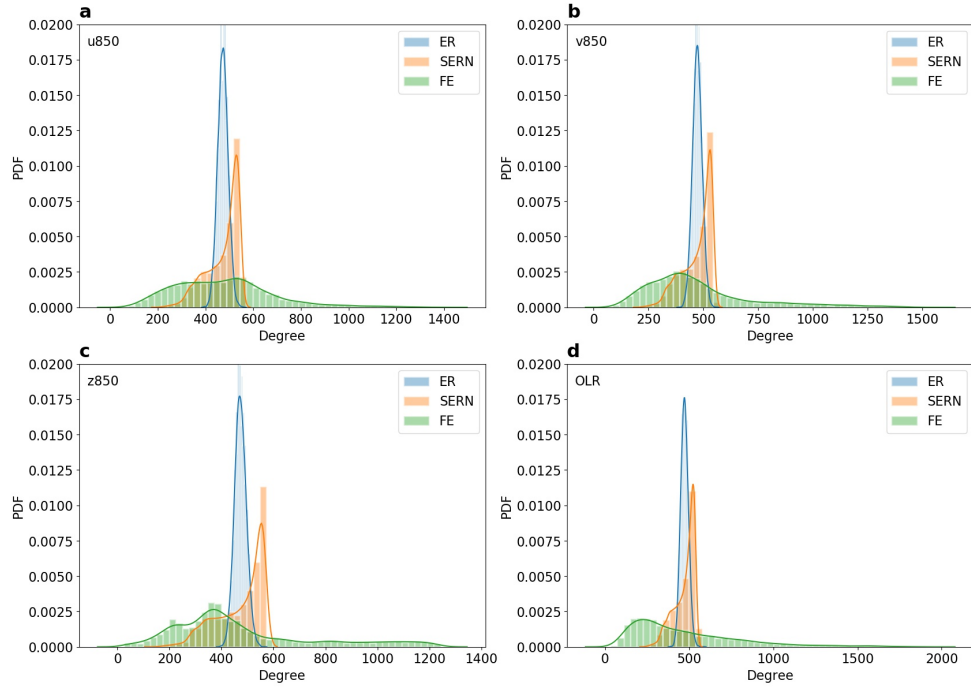 a
u850
ER
SERN
FE
0.0200
0.0175
0.0150
0.0125
0.0100
0.0075
0.0050
0.0025
0.0000
PDF
0 200 400 600 800 1000 1200 1400
Degree
b
v850
ER
SERN
FE
0.0200
0.0175
0.0150
0.0125
0.0100
0.0075
0.0050
0.0025
0.0000
PDF
0 250 500 750 1000 1250 1500
Degree
c
z850
ER
SERN
FE
0.0200
0.0175
0.0150
0.0125
0.0100
0.0075
0.0050
0.0025
0.0000
PDF
0 200 400 600 800 1000 1200 1400
Degree
d
OLR
ER
SERN
FE
0.0200
0.0175
0.0150
0.0125
0.0100
0.0075
0.0050
0.0025
0.0000
PDF
0 500 1000 1500 2000
Degree